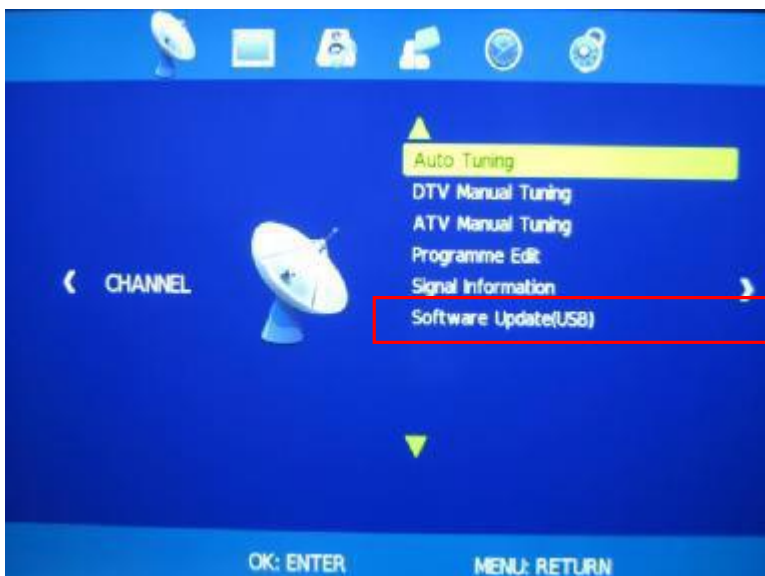 Auto Tuning
DTV Manual Tuning
ATV Manual Tuning
Programme Edit
CHANNEL
Signal Information
Software Update(USB)
OK: ENTER
MENU: RETURN